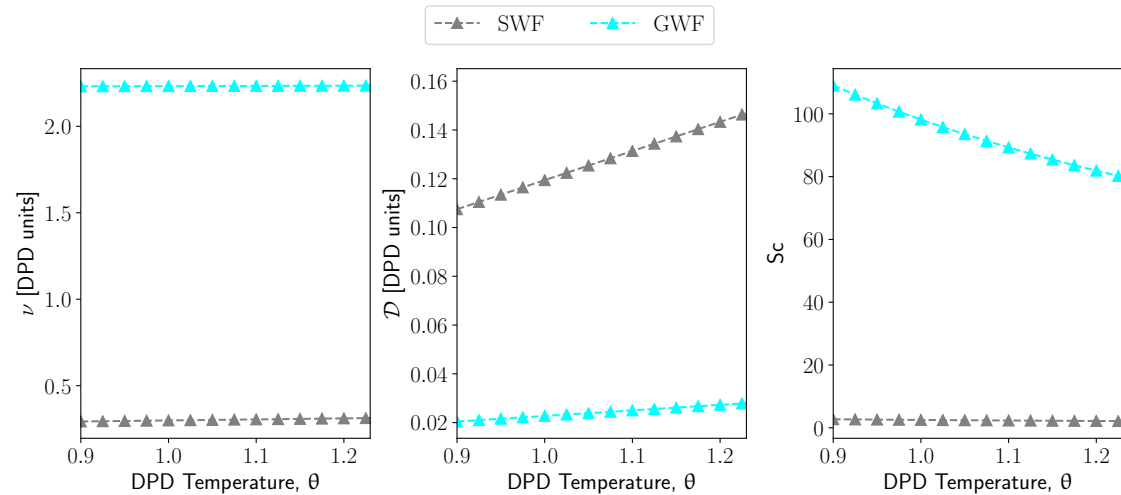 SWF GWF
ν [DPD units]
2.0
1.5
1.0
0.5
0.9 1.0 1.1 1.2
DPD Temperature, θ
𝒟 [DPD units]
0.16
0.14
0.12
0.10
0.08
0.06
0.04
0.02
0.9 1.0 1.1 1.2
DPD Temperature, θ
Sc
100
80
60
40
20
0
0.9 1.0 1.1 1.2
DPD Temperature, θ